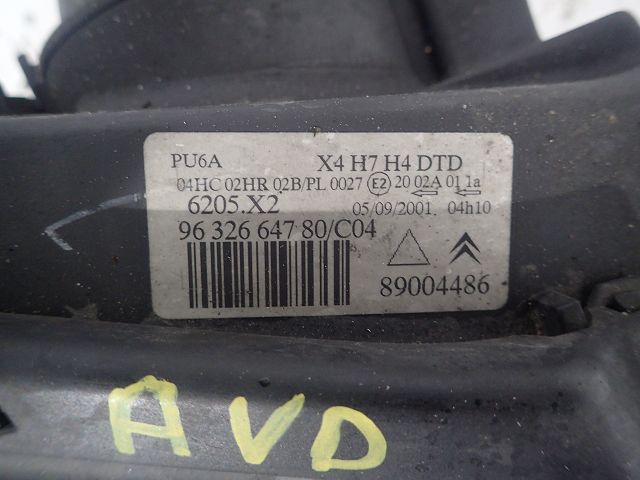 PU6A X4 H7 H4 DTD
04HC 02HR 02B/PL 0027 E2 20 02A 01 1a
6205.X2 05/09/2001 04h10
96 326 647 80/C04
89004486
AVD